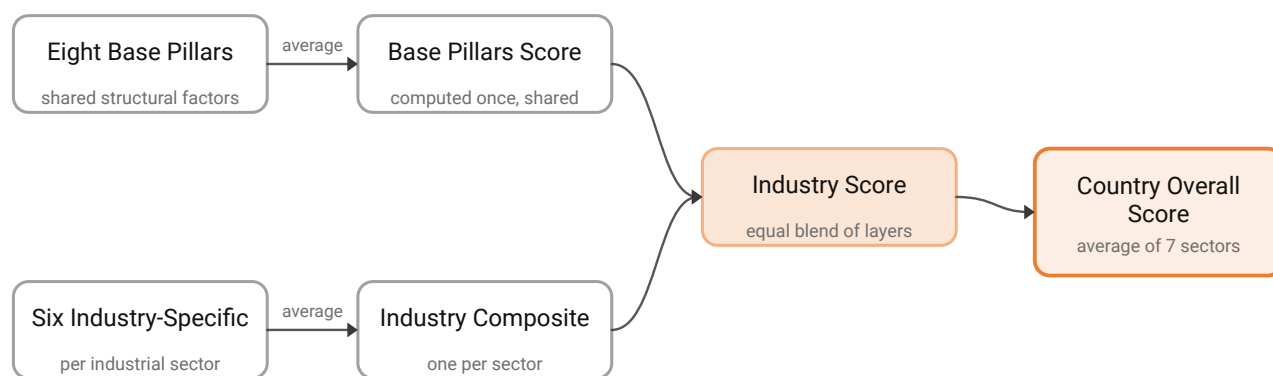 Eight Base Pillars
shared structural factors
average
Base Pillars Score
computed once, shared
Industry Score
equal blend of layers
Country Overall
Score
average of 7 sectors
Six Industry-Specific
per industrial sector
average
Industry Composite
one per sector